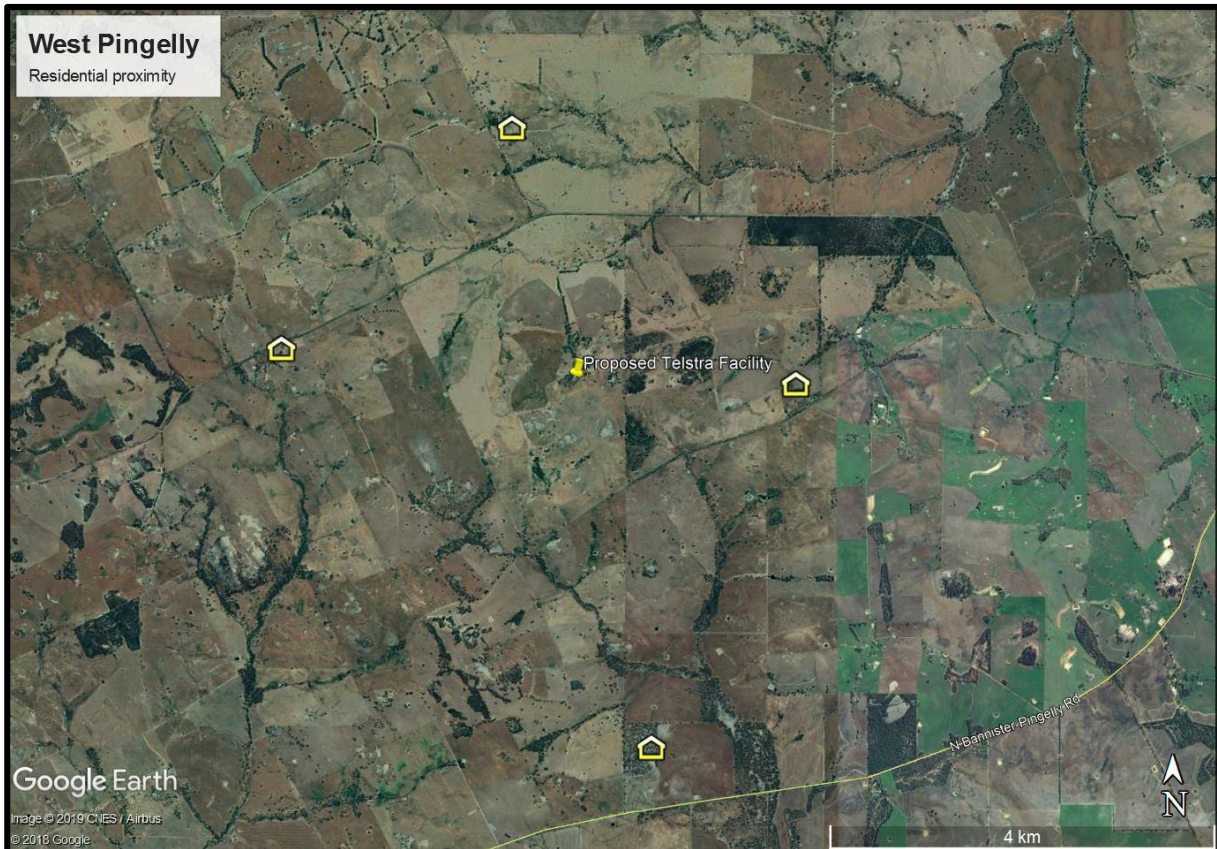 West Pingelly
Residential proximity
Proposed Telstra Facility
N-Bannister-Pingelly Rd
Google Earth
Image © 2019 CNES / Airbus
© 2018 Google
N
4 km